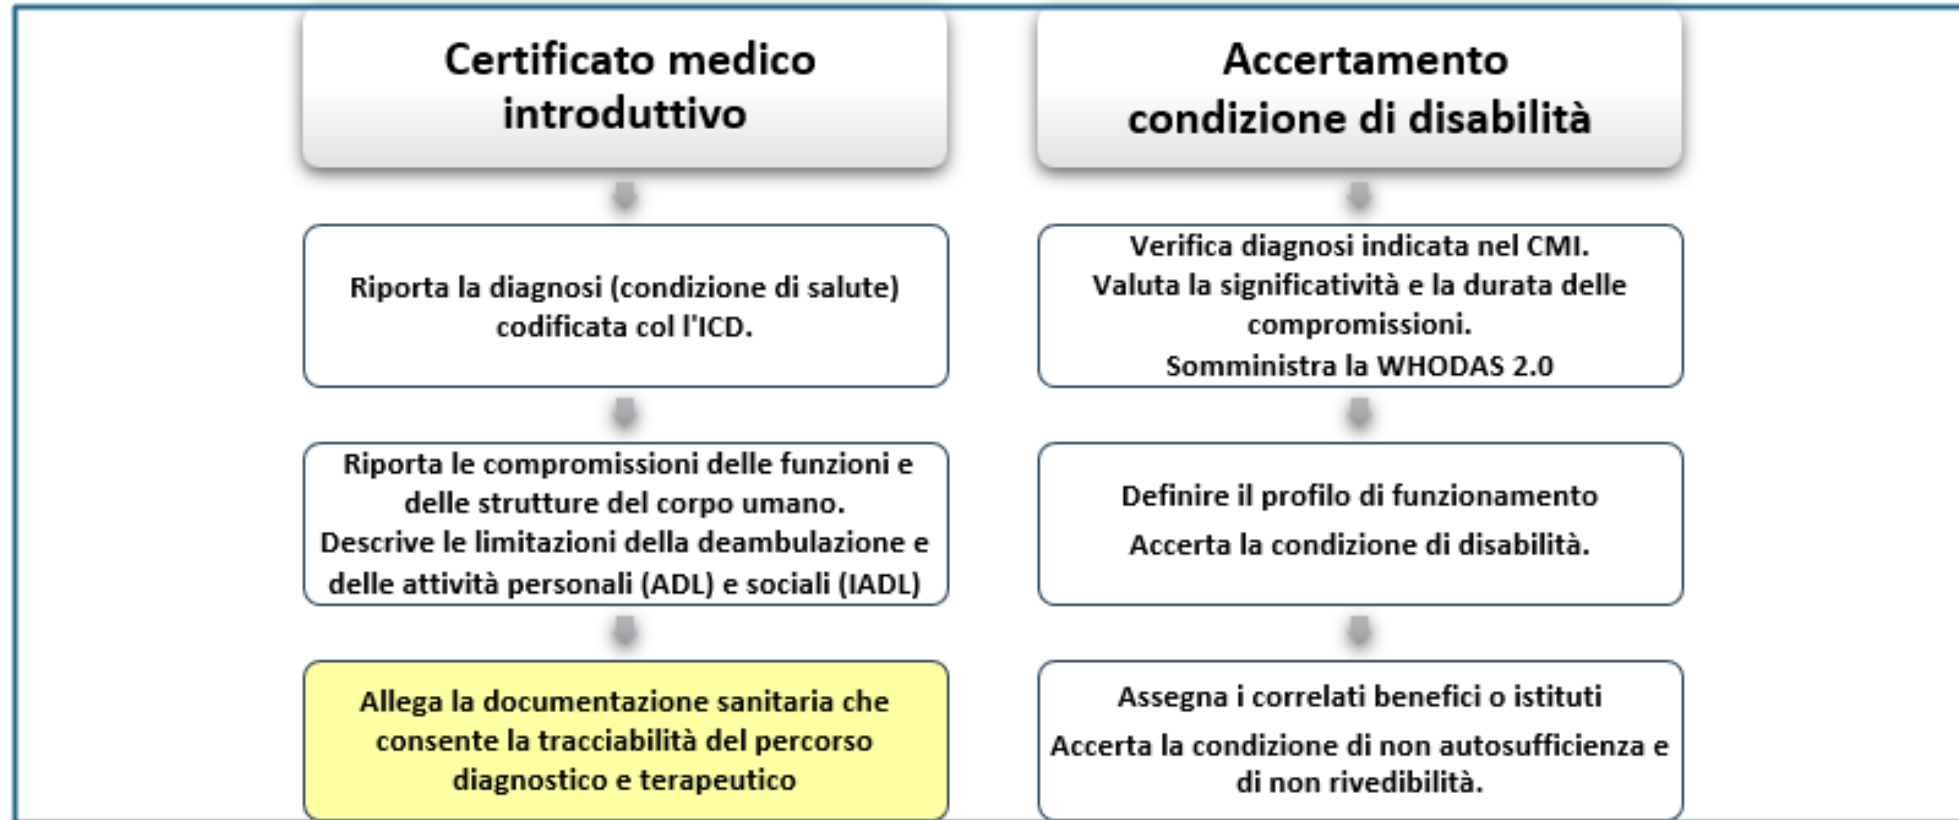 Certificato medico
introduttivo
Riporta la diagnosi (condizione di salute)
codificata col l'ICD.
Riporta le compromissioni delle funzioni e
delle strutture del corpo umano.
Descrive le limitazioni della deambulazione e
delle attività personali (ADL) e sociali (IADL)
Allega la documentazione sanitaria che
consente la tracciabilità del percorso
diagnostico e terapeutico
Accertamento
condizione di disabilità
Verifica diagnosi indicata nel CMI.
Valuta la significatività e la durata delle
compromissioni.
Somministra la WHODAS 2.0
Definire il profilo di funzionamento
Accerta la condizione di disabilità.
Assegna i correlati benefici o istituti
Accerta la condizione di non autosufficienza e
di non rivedibilità.